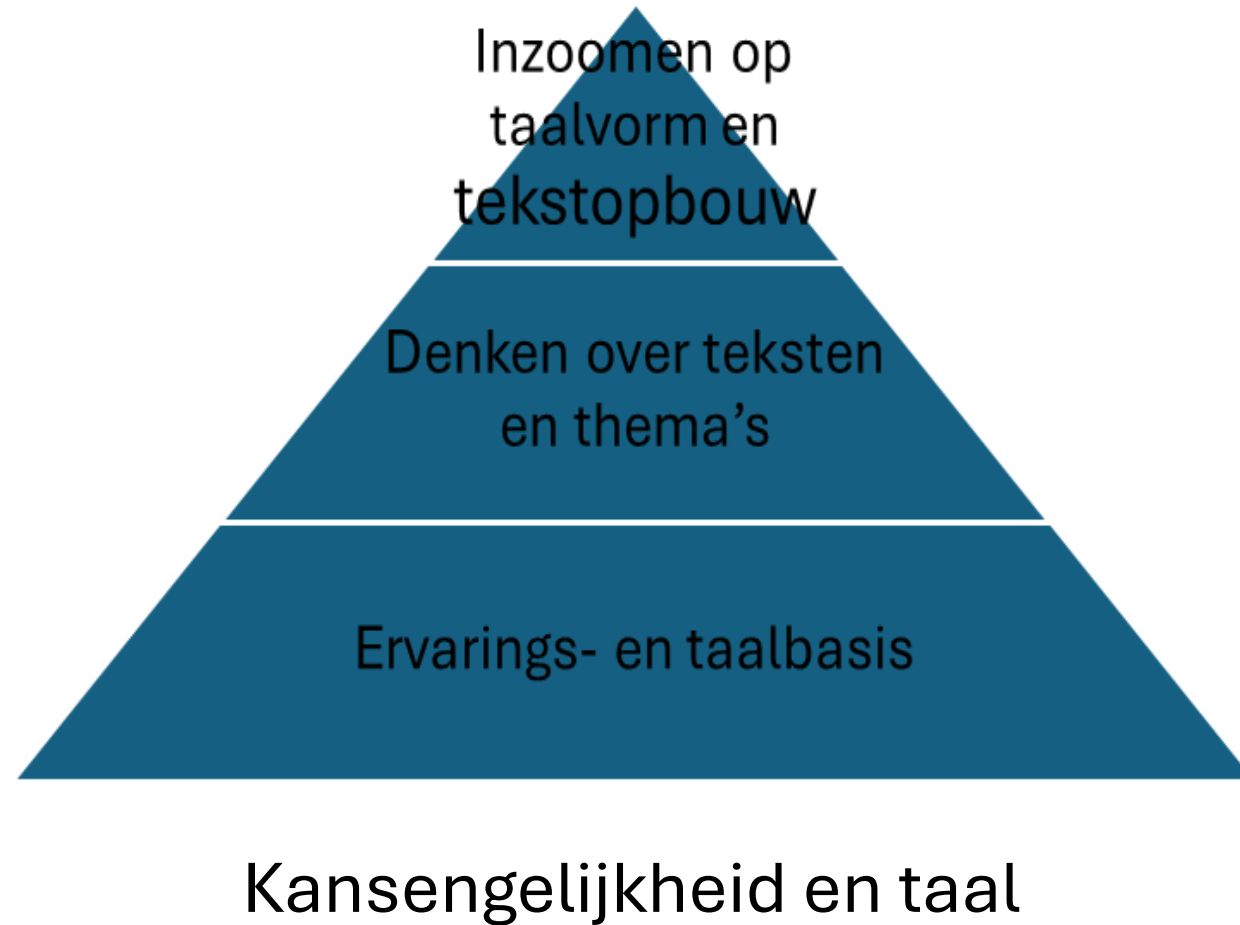 Inzoomen op
taalvorm en
tekstopbouw
Denken over teksten
en thema’s
Ervarings- en taalbasis
Kansengelijkheid en taal